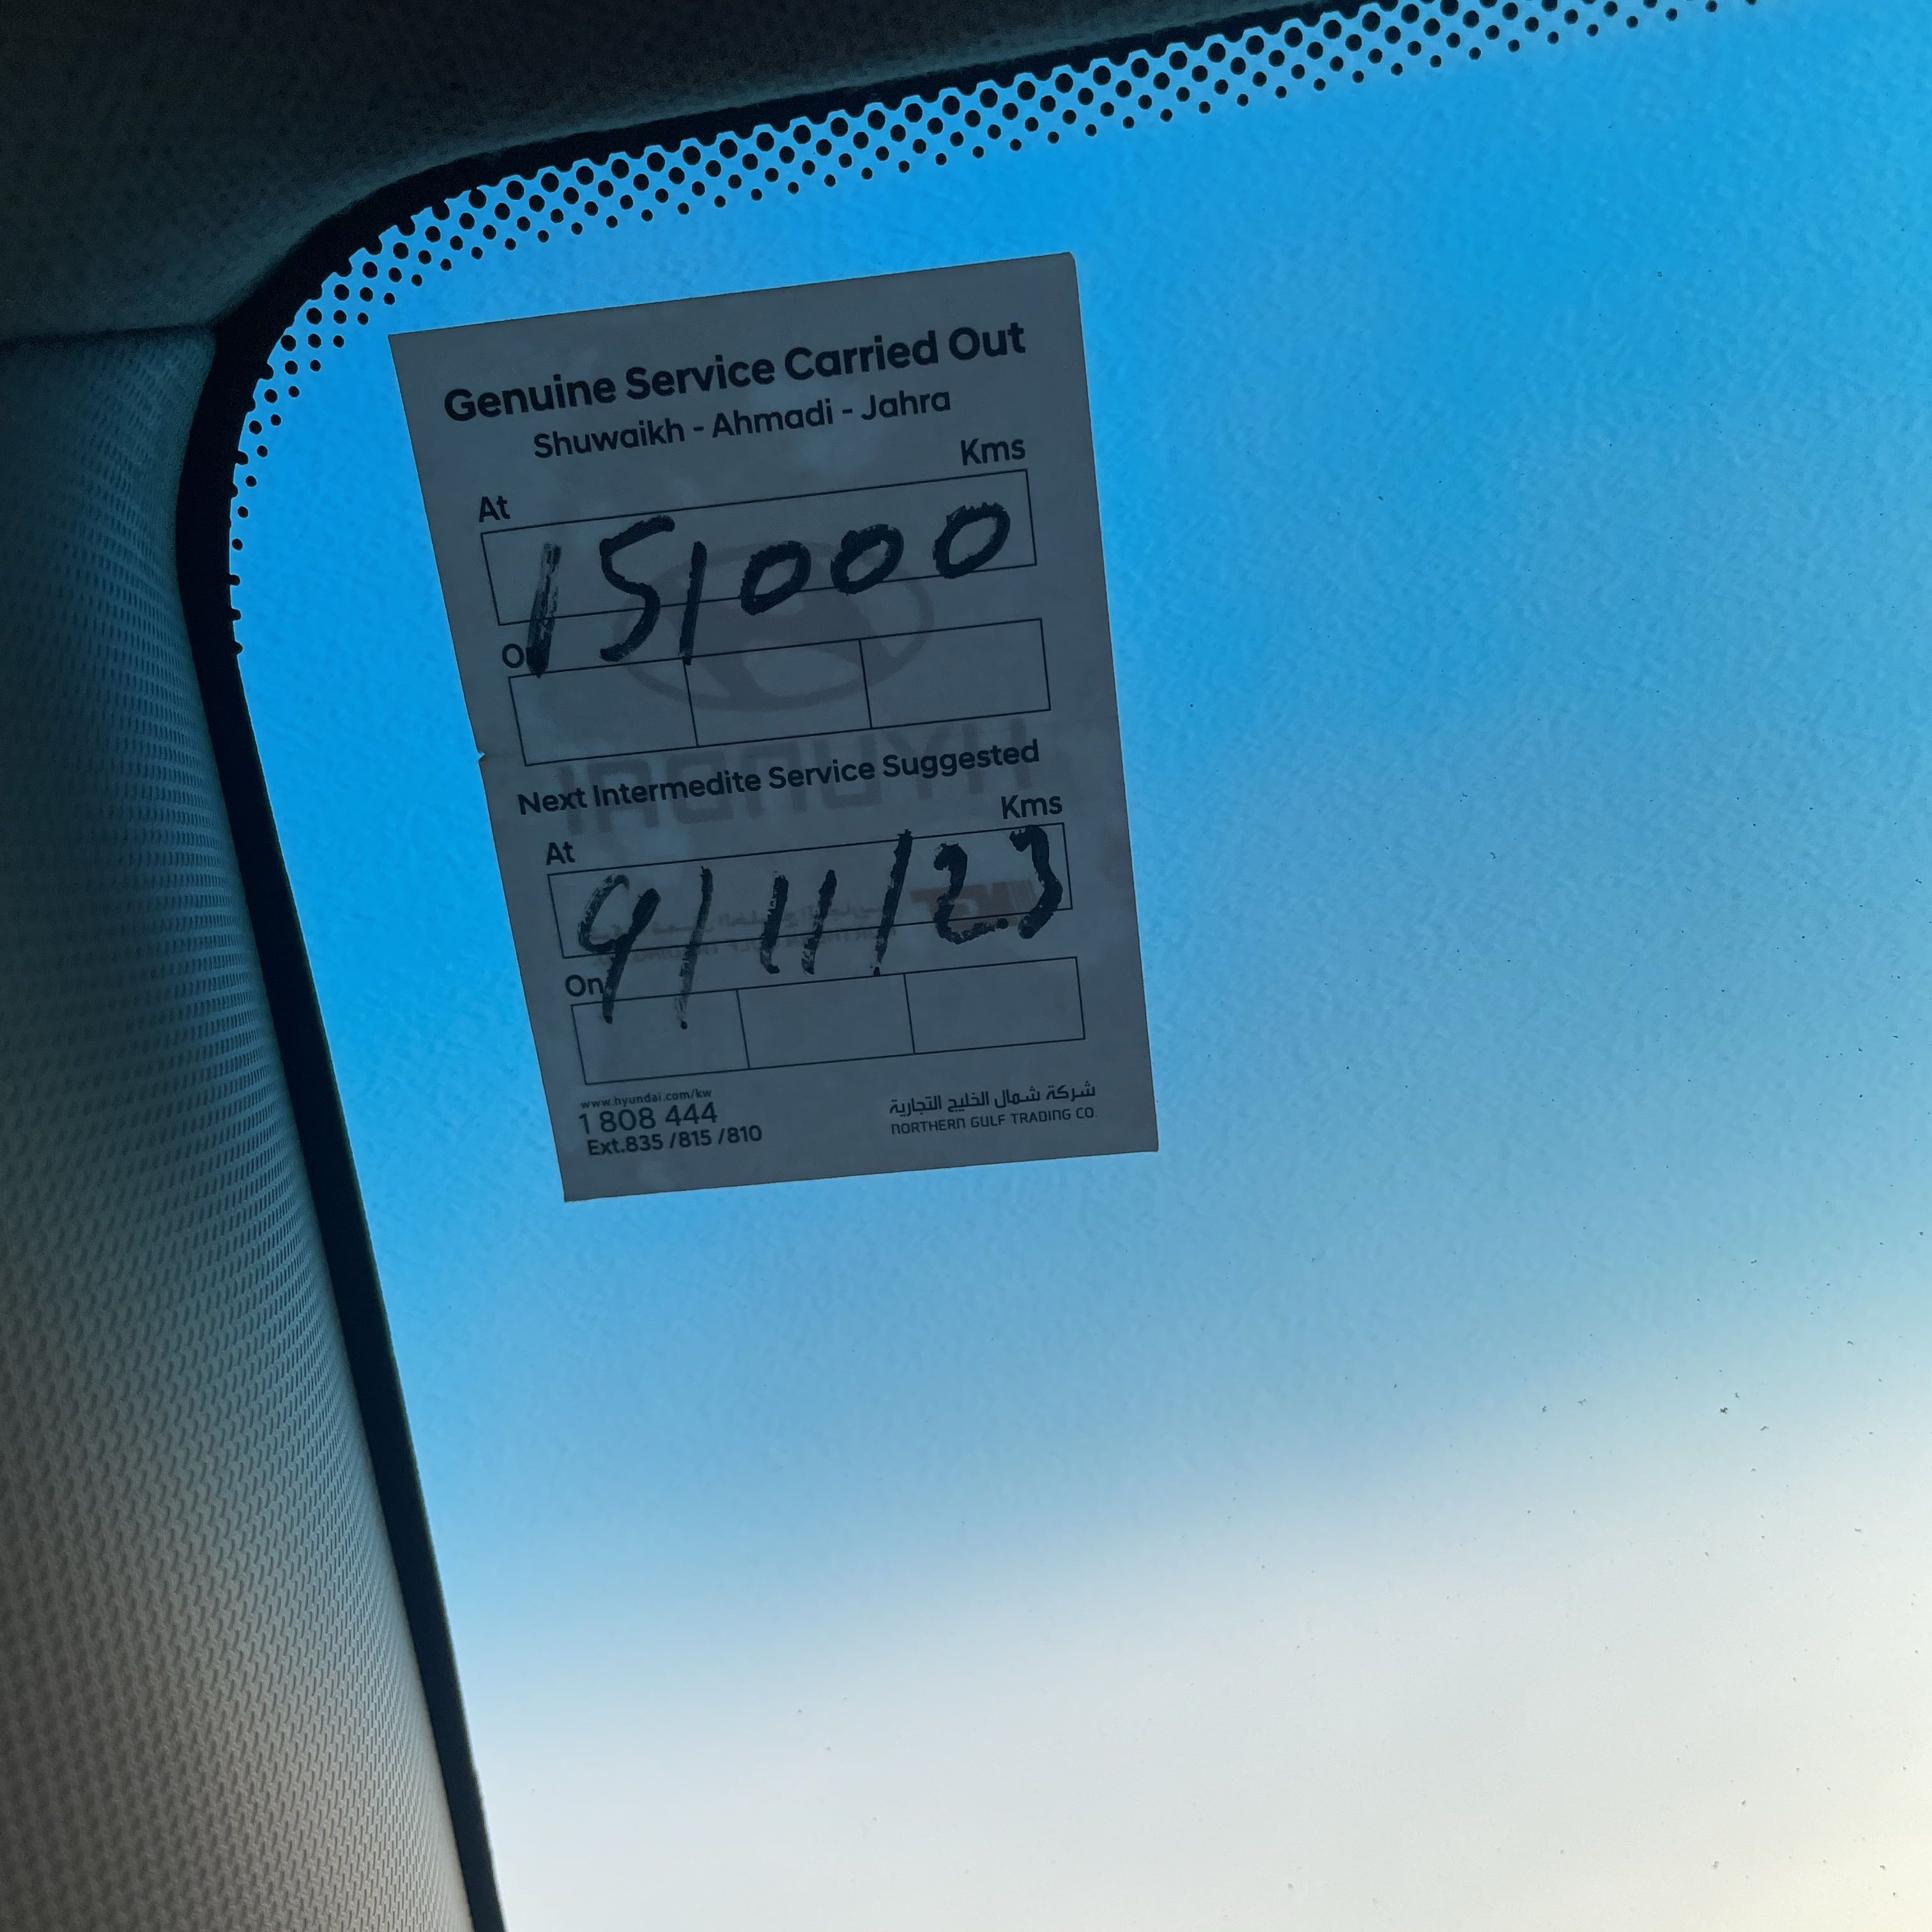 Genuine Service Carried Out
Shuwaikh - Ahmadi - Jahra
Kms
At
151000
On
Next Intermedite Service Suggested
Kms
At
9/11/23
On
HYUNDAI
www.hyundai.com/kw
1 808 444
Ext.835 /815 /810
شركة شمال الخليج التجارية
NORTHERN GULF TRADING CO.